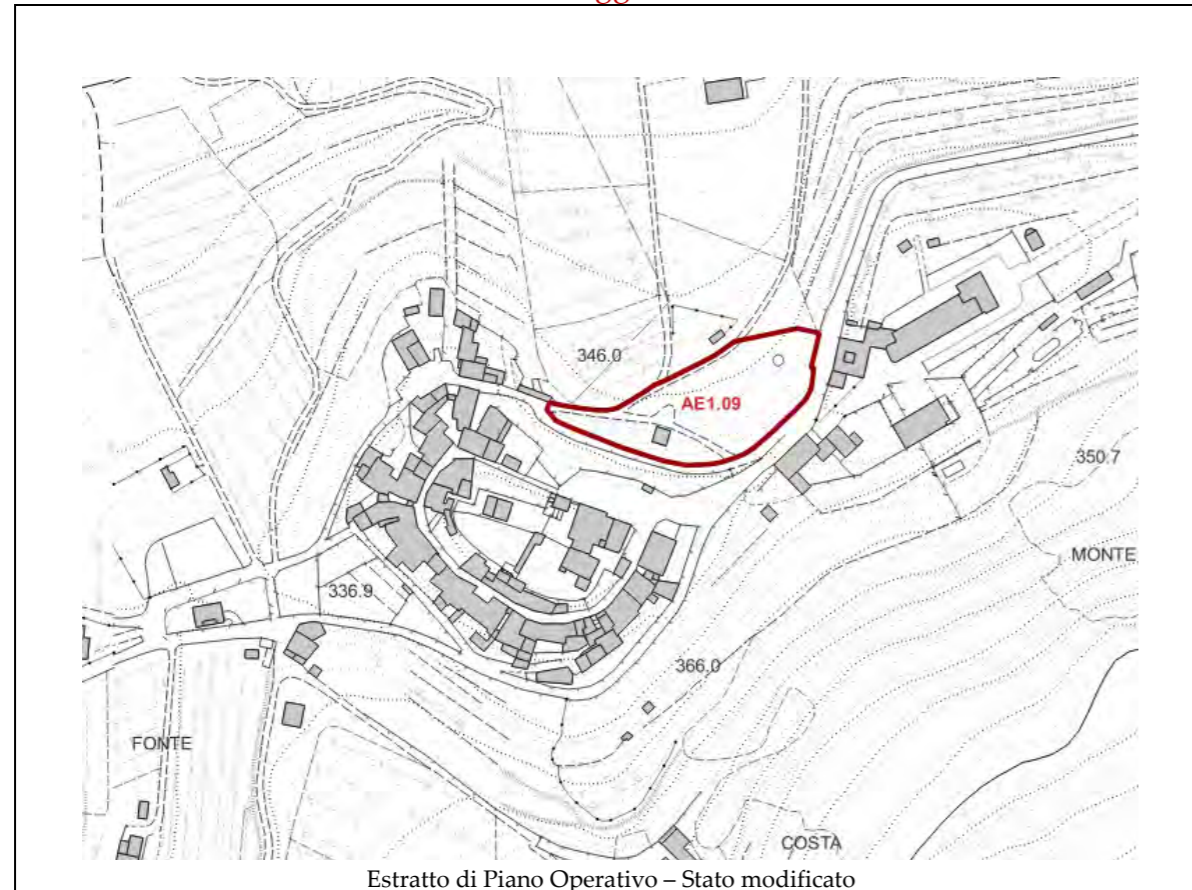 346.0
AE1.09
350.7
MONTE
336.9
366.0
FONTE
COSTA
Estratto di Piano Operativo – Stato modificato